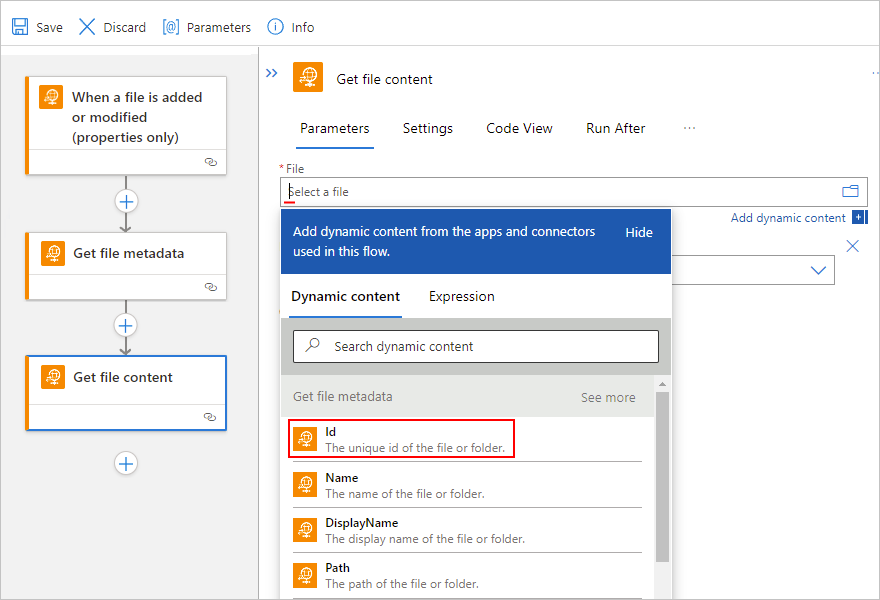 Save
Discard
[@] Parameters
Info
When a file is added
or modified
(properties only)
Get file metadata
Get file content
Get file content
Parameters
Settings
Code View
Run After
...
* File
Select a file
Add dynamic content
Add dynamic content from the apps and connectors
used in this flow.
Hide
Dynamic content
Expression
Search dynamic content
Get file metadata
See more
Id
The unique id of the file or folder.
Name
The name of the file or folder.
DisplayName
The display name of the file or folder.
Path
The path of the file or folder.